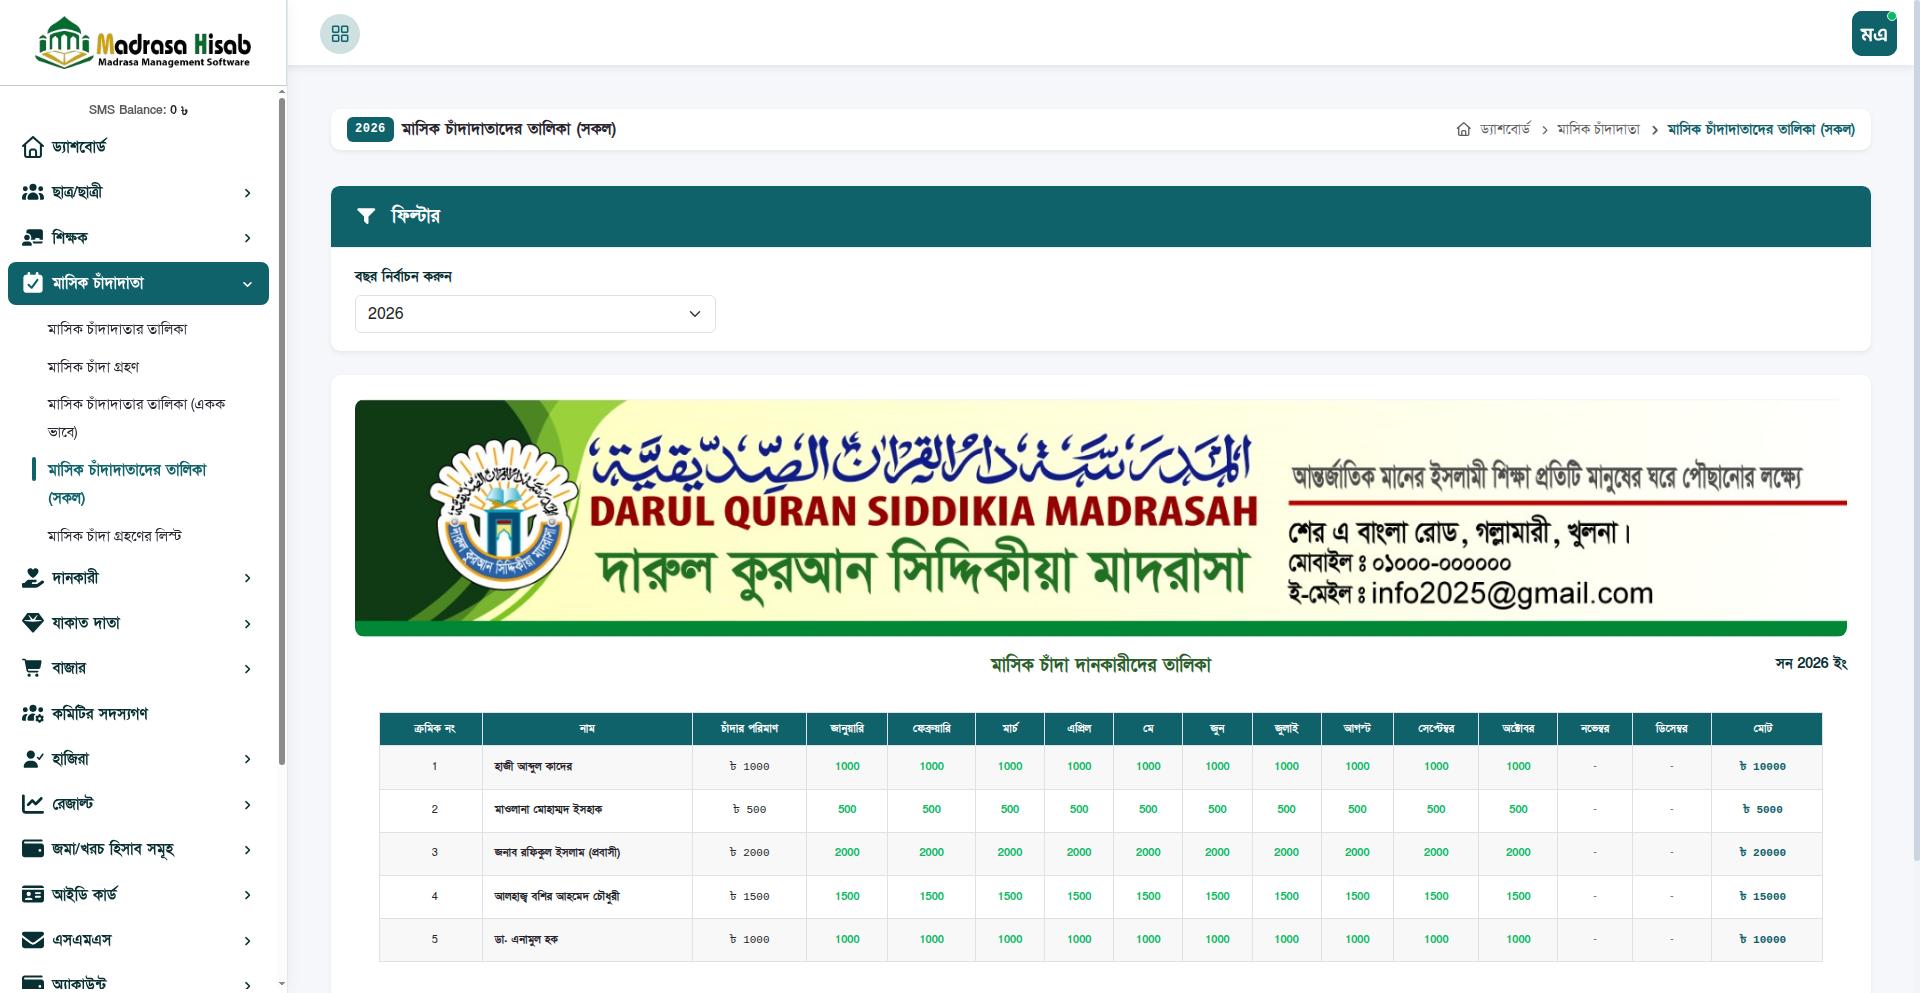 Madrasa Hisab
Madrasa Management Software
SMS Balance: 0 ৳
ড্যাশবোর্ড
ছাত্র/ছাত্রী
শিক্ষক
মাসিক চাঁদাদাতা
মাসিক চাঁদাদাতার তালিকা
মাসিক চাঁদা গ্রহণ
মাসিক চাঁদাদাতার তালিকা (একক
ভাবে)
মাসিক চাঁদাদাতাদের তালিকা
(সকল)
মাসিক চাঁদা গ্রহণের লিস্ট
দানকারী
যাকাত দাতা
বাজার
কমিটির সদস্যগণ
হাজিরা
রেজাল্ট
জমা/খরচ হিসাব সমূহ
আইডি কার্ড
এসএমএস
অ্যাকাউন্ট
মএ
2026 মাসিক চাঁদাদাতাদের তালিকা (সকল)
ড্যাশবোর্ড > মাসিক চাঁদাদাতা > মাসিক চাঁদাদাতাদের তালিকা (সকল)
ফিল্টার
বছর নির্বাচন করুন
2026
المدرسة دار القرآن الصديقية
DARUL QURAN SIDDIKIA MADRASAH
দারুল কুরআন সিদ্দিকীয়া মাদরাসা
দারুল কুরআন সিদ্দিকীয়া মাদরাসা
আন্তর্জাতিক মানের ইসলামী শিক্ষা প্রতিটি মানুষের ঘরে পৌছানোর লক্ষ্যে
শের এ বাংলা রোড, গল্লামারী, খুলনা।
মোবাইল ঃ ০১০০০-০০০০০০
ই-মেইল ঃ info2025@gmail.com
মাসিক চাঁদা দানকারীদের তালিকা
সন 2026 ইং
ক্রমিক নং নাম চাঁদার পরিমাণ জানুয়ারি ফেব্রুয়ারি মার্চ এপ্রিল মে জুন জুলাই আগস্ট সেপ্টেম্বর অক্টোবর নভেম্বর ডিসেম্বর মোট
1 হাজী আব্দুল কাদের ৳ 1000 1000 1000 1000 1000 1000 1000 1000 1000 1000 1000 - - ৳ 10000
2 মাওলানা মোহাম্মদ ইসহাক ৳ 500 500 500 500 500 500 500 500 500 500 500 - - ৳ 5000
3 জনাব রফিকুল ইসলাম (প্রবাসী) ৳ 2000 2000 2000 2000 2000 2000 2000 2000 2000 2000 2000 - - ৳ 20000
4 আলহাজ্ব বশির আহমেদ চৌধুরী ৳ 1500 1500 1500 1500 1500 1500 1500 1500 1500 1500 1500 - - ৳ 15000
5 ডা. এনামুল হক ৳ 1000 1000 1000 1000 1000 1000 1000 1000 1000 1000 1000 - - ৳ 10000